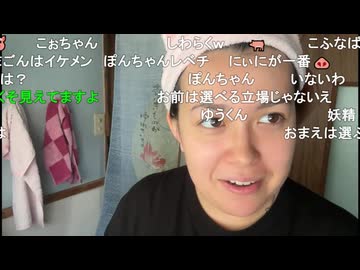 こぉちゃん しわらくw こふなば
ごんはイケメン ぽんちゃんレペチ にぃにが一番
は? ぽんちゃん いないわ
そ見えてますよ お前は選べる立場じゃないえ
ゆうくん 妖精
は おまえは選ぶ